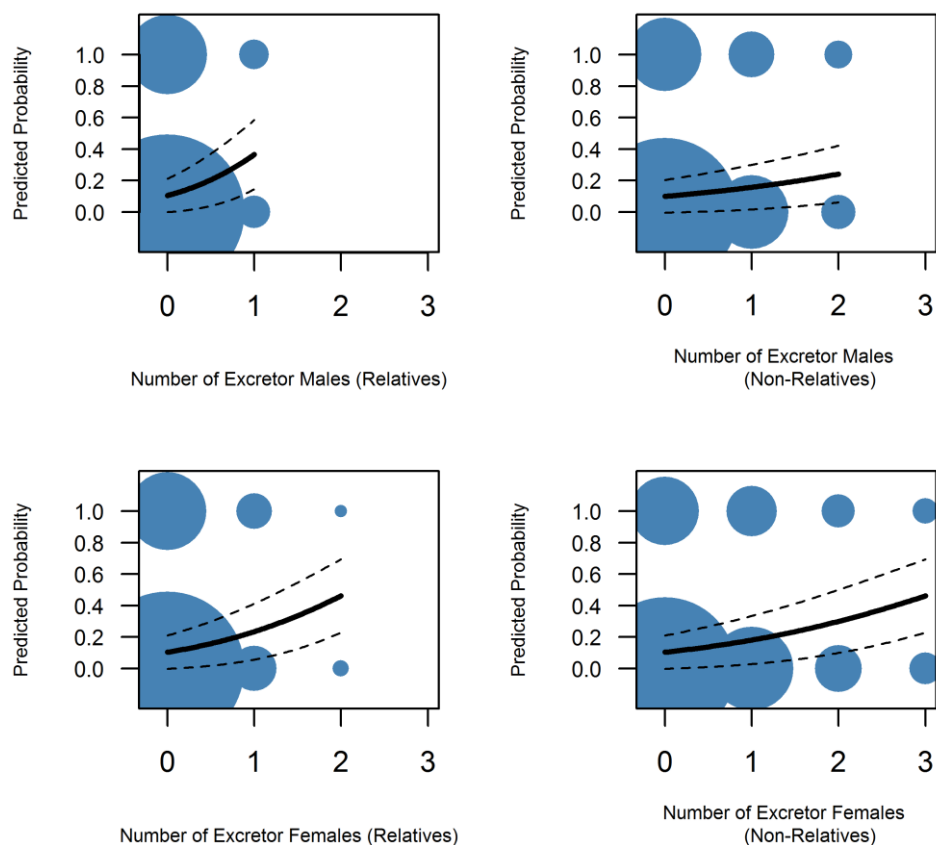 Predicted Probability
1.0
0.8
0.6
0.4
0.2
0.0
0 1 2 3
Number of Excretor Males (Relatives)
Predicted Probability
1.0
0.8
0.6
0.4
0.2
0.0
0 1 2 3
Number of Excretor Males
(Non-Relatives)
Predicted Probability
1.0
0.8
0.6
0.4
0.2
0.0
0 1 2 3
Number of Excretor Females (Relatives)
Predicted Probability
1.0
0.8
0.6
0.4
0.2
0.0
0 1 2 3
Number of Excretor Females
(Non-Relatives)